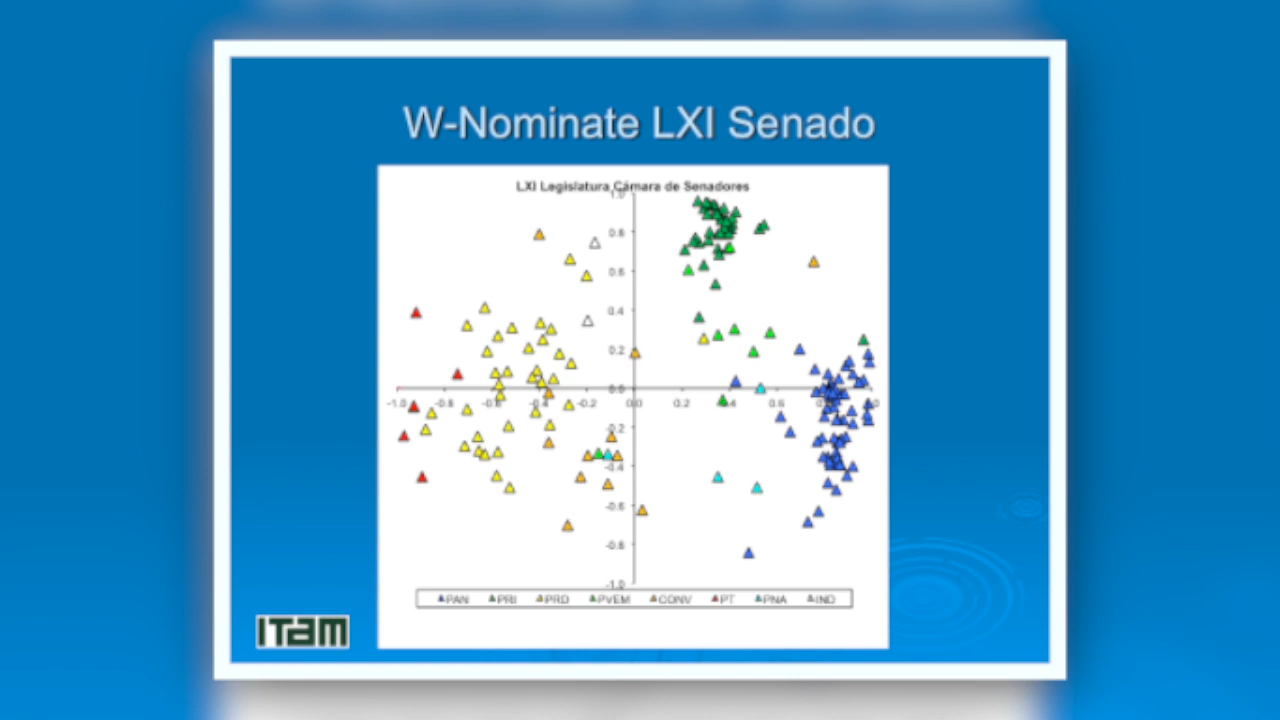 W-Nominate LXI Senado
LXI Legislatura Cámara de Senadores
1.0
0.8
0.6
0.4
0.2
0.0
-1.0 -0.8 -0.6 -0.4 -0.2 0.0 0.2 0.4 0.6
-0.2
-0.4
-0.6
-0.8
-1.0
PAN PRI PRD PVEM CONV PT PNA IND
ITAM